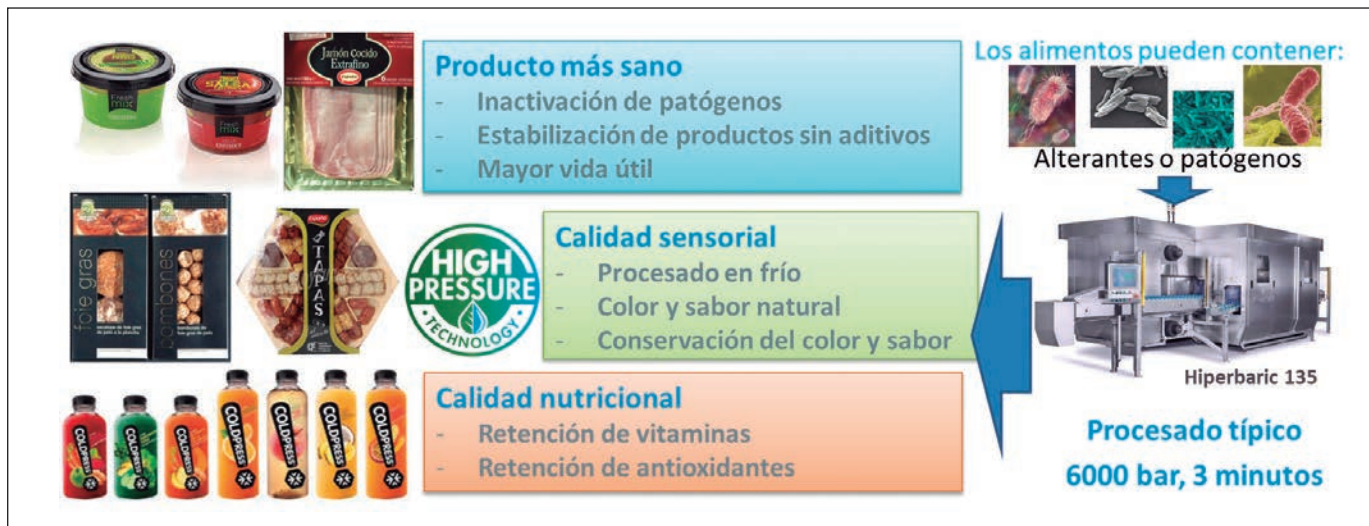 Producto más sano
- Inactivación de patógenos
- Estabilización de productos sin aditivos
- Mayor vida útil
Los alimentos pueden contener:
Alterantes o patógenos
Jamón cocido
Extrafino
SALSA
Fresh
mix
Fresh
mix
Calidad sensorial
- Procesado en frío
- Color y sabor natural
- Conservación del color y sabor
foie gras
bombones
TAPAS
HIGH
PRESSURE
TECHNOLOGY
Hiperbaric 135
Calidad nutricional
- Retención de vitaminas
- Retención de antioxidantes
Procesado típico
6000 bar, 3 minutos
COLDPRESS
COLDPRESS
COLDPRESS
COLDPRESS
COLDPRESS
COLDPRESS
COLDPRESS